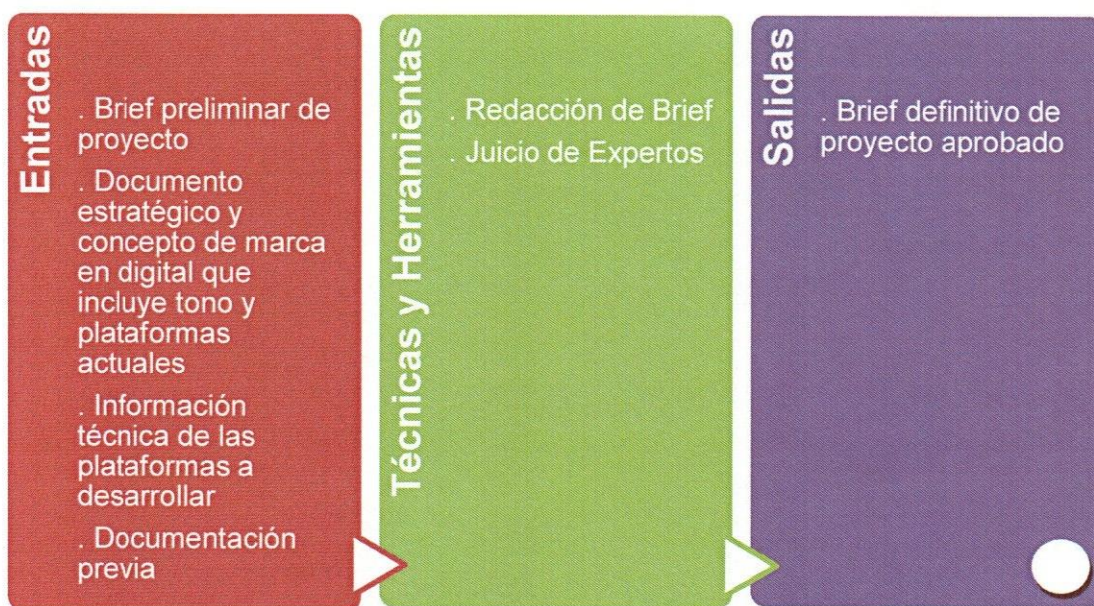 Entradas
. Brief preliminar de
proyecto
. Documento
estratégico y
concepto de marca
en digital que
incluye tono y
plataformas
actuales
. Información
técnica de las
plataformas a
desarrollar
. Documentación
previa
Técnicas y Herramientas
. Redacción de Brief
. Juicio de Expertos
Salidas
. Brief definitivo de
proyecto aprobado